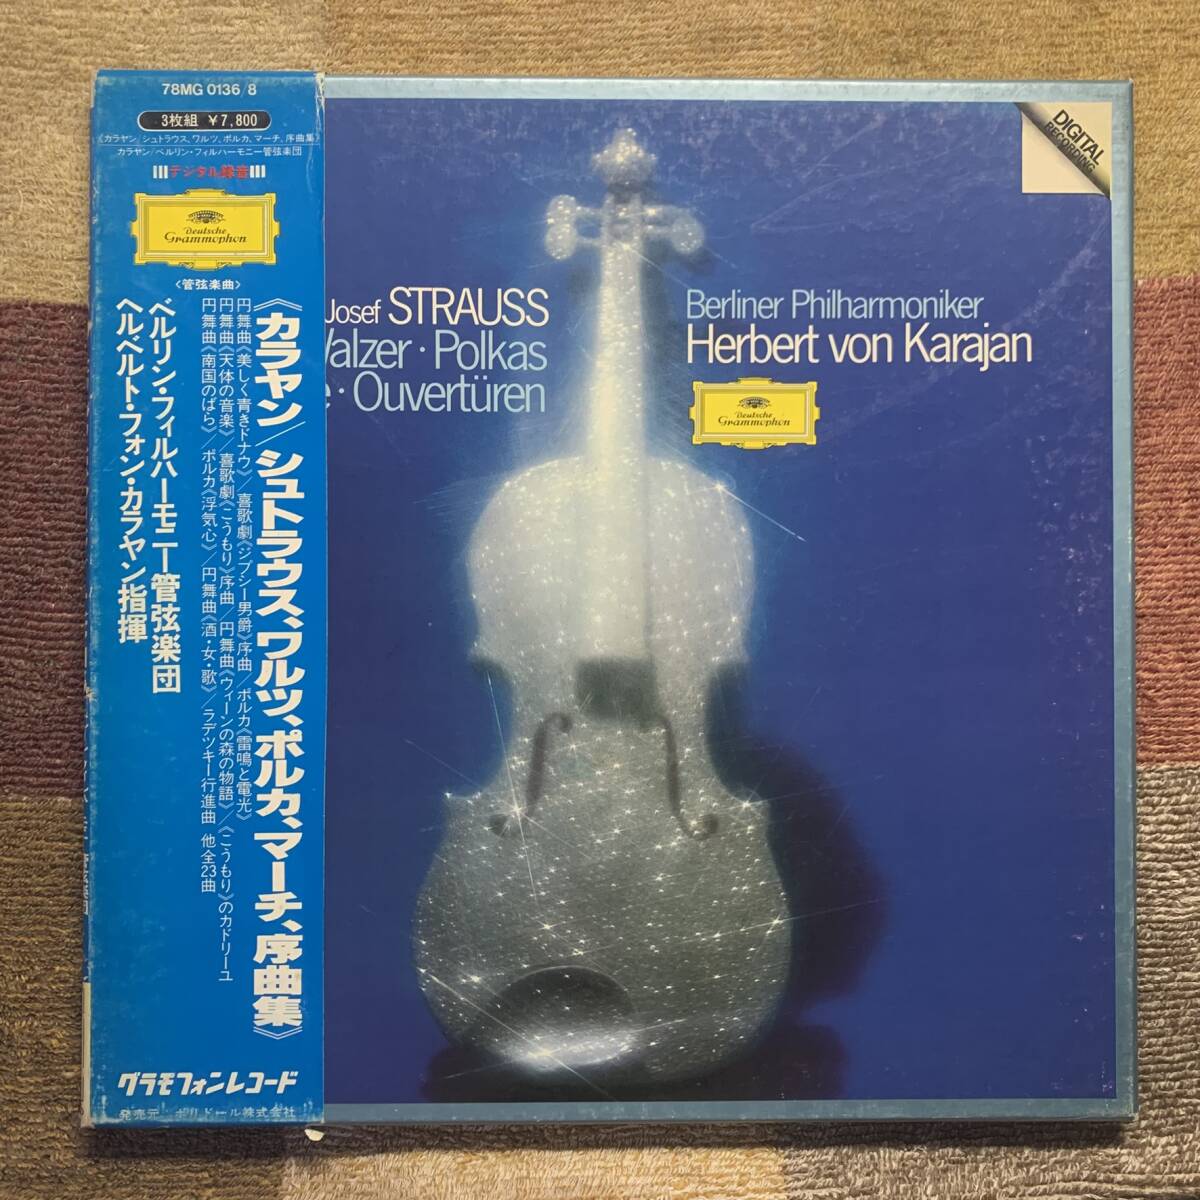 78MG 0136/8
3枚組 ¥7,800
《カラヤン/シュトラウス、ワルツ、ポルカ、マーチ、序曲集》
カラヤン/ベルリン・フィルハーモニー管弦楽団
デジタル録音
Deutsche
Grammophon
〈管弦楽曲〉
《カラヤン/シュトラウス、ワルツ、ポルカ、マーチ、序曲集》
円舞曲《美しく青きドナウ》/喜歌劇《ジプシー男爵》序曲/ポルカ《雷鳴と電光》
円舞曲《天体の音楽》 喜歌劇《こうもり》序曲/円舞曲《ウィーンの森の物語》/《こうもり》のカドリーユ
円舞曲《南国のばら》/ポルカ《浮気心》/円舞曲《酒・女・歌》/ラデツキー行進曲 他全23曲
ベルリン・フィルハーモニー管弦楽団
ヘルベルト・フォン・カラヤン指揮
グラモフォンレコード
発売元 ポリドール株式会社
Josef STRAUSS
Walzer · Polkas
e · Ouvertüren
Berliner Philharmoniker
Herbert von Karajan
Deutsche
Grammophon
DIGITAL
RECORDING